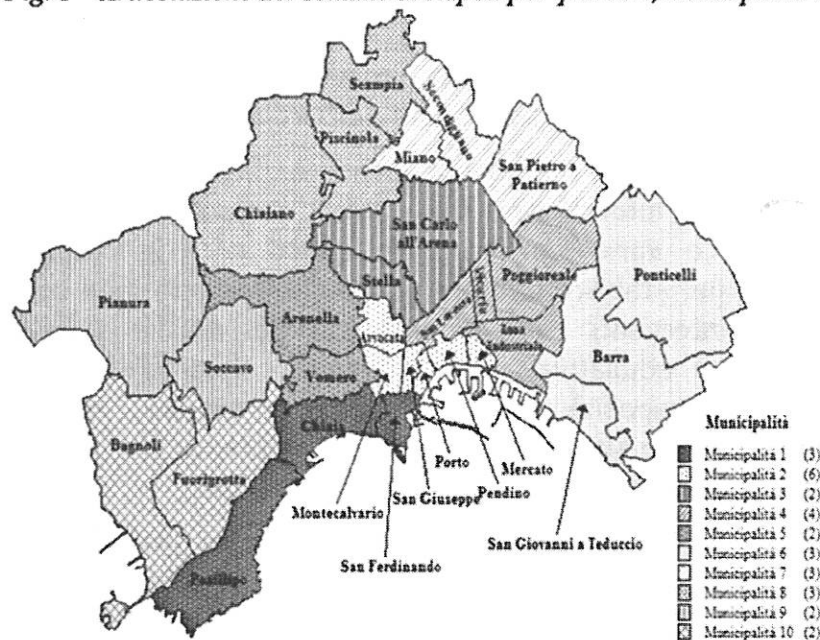 Scampia
Secondigliano
Piscinola
Miano
San Pietro a
Patierno
Chiaiano
San Carlo
all'Arena
Ponticelli
Stella
Poggioreale
Pianura
Arenella
San Lorenzo
Vicaria
Zona
Industriale
Avvocata
Barra
Soccavo
Vomero
Bagnoli
Chiaia
Fuorigrotta
Posillipo
Montecalvario
San Ferdinando
San Giuseppe
Porto
Pendino
Mercato
San Giovanni a Teduccio
Municipalità
Municipalità 1 (3)
Municipalità 2 (6)
Municipalità 3 (2)
Municipalità 4 (4)
Municipalità 5 (2)
Municipalità 6 (3)
Municipalità 7 (3)
Municipalità 8 (3)
Municipalità 9 (2)
Municipalità 10 (2)